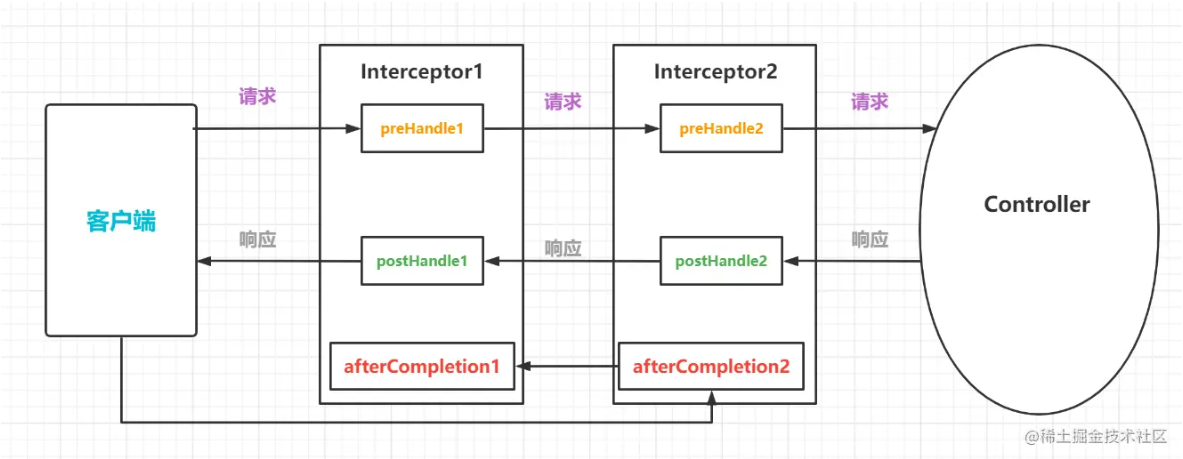 Interceptor1
Interceptor2
请求
请求
请求
preHandle1
preHandle2
客户端
Controller
响应
响应
响应
postHandle1
postHandle2
afterCompletion1
afterCompletion2
@稀土掘金技术社区